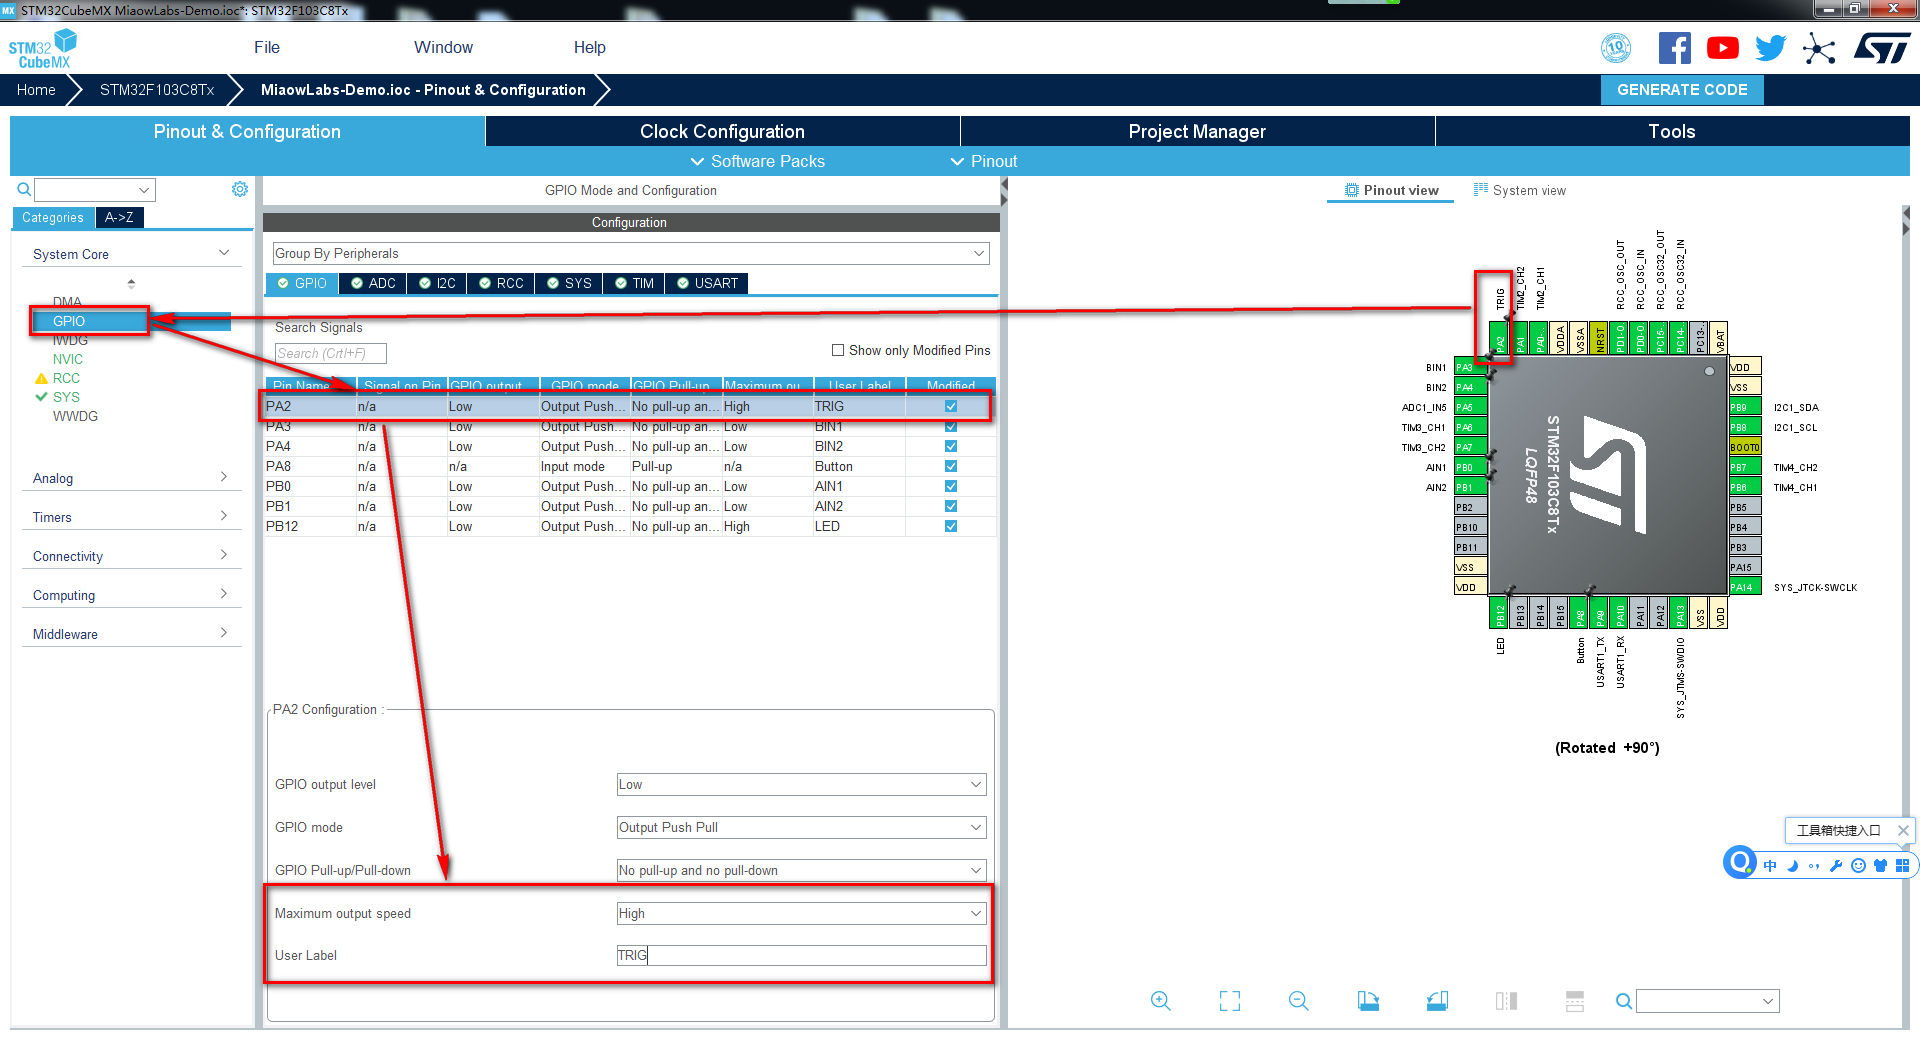 STM32CubeMX MiaowLabs-Demo.ioc*: STM32F103C8Tx
STM32 CubeMX
File
Window
Help
10
Home
STM32F103C8Tx
MiaowLabs-Demo.ioc - Pinout & Configuration
GENERATE CODE
Pinout & Configuration
Clock Configuration
Project Manager
Tools
Software Packs
Pinout
Categories
A->Z
System Core
DMA
GPIO
IWDG
NVIC
RCC
SYS
WWDG
Analog
Timers
Connectivity
Computing
Middleware
GPIO Mode and Configuration
Configuration
Group By Peripherals
GPIO ADC I2C RCC SYS TIM USART
Search Signals
Search (Crtl+F)
Show only Modified Pins
Pin Name Signal on Pin GPIO output... GPIO mode GPIO Pull-up... Maximum ou... User Label Modified
PA2 n/a Low Output Push... No pull-up an... High TRIG
PA3 n/a Low Output Push... No pull-up an... Low BIN1
PA4 n/a Low Output Push... No pull-up an... Low BIN2
PA8 n/a n/a Input mode Pull-up n/a Button
PB0 n/a Low Output Push... No pull-up an... Low AIN1
PB1 n/a Low Output Push... No pull-up an... Low AIN2
PB12 n/a Low Output Push... No pull-up an... High LED
PA2 Configuration :
GPIO output level Low
GPIO mode Output Push Pull
GPIO Pull-up/Pull-down No pull-up and no pull-down
Maximum output speed High
User Label TRIG
Pinout view
System view
TRIG
TIM2_CH2
TIM2_CH1
RCC_OSC_OUT
RCC_OSC_IN
RCC_OSC32_OUT
RCC_OSC32_IN
PA2 PA1 PA0-.. VDDA VSSA NRST PD1-O.. PD0-O.. PC15-.. PC14-.. PC13-.. VBAT
BIN1 PA3
BIN2 PA4
ADC1_IN5 PA5
TIM3_CH1 PA6
TIM3_CH2 PA7
AIN1 PB0
AIN2 PB1
PB2
PB10
PB11
VSS
VDD
STM32F103C8Tx
LQFP48
VDD
VSS
PB9 I2C1_SDA
PB8 I2C1_SCL
BOOT0
PB7 TIM4_CH2
PB6 TIM4_CH1
PB5
PB4
PB3
PA15
PA14 SYS_JTCK-SWCLK
PB12 PB13 PB14 PB15 PA8 PA9 PA10 PA11 PA12 PA13 VSS VDD
LED
Button
USART1_TX
USART1_RX
SYS_JTMS-SWDIO
(Rotated +90°)
工具箱快捷入口
中